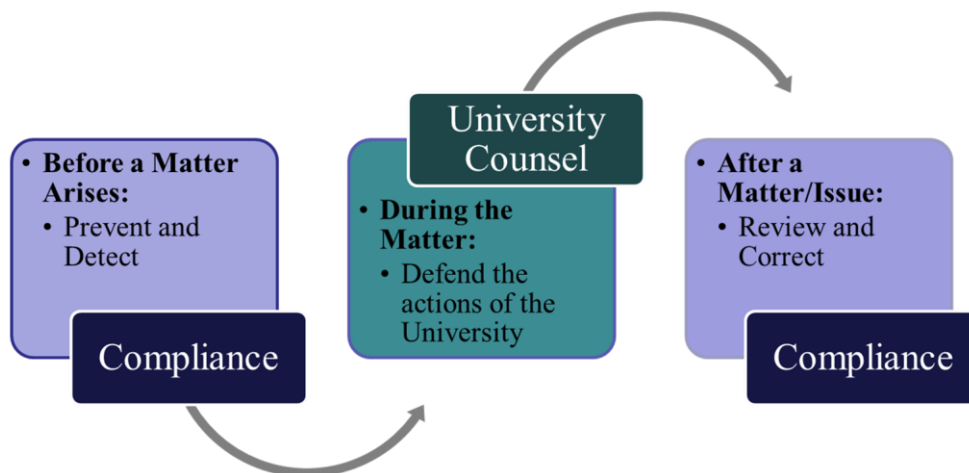 • Before a Matter
Arises:
• Prevent and
Detect
Compliance
University
Counsel
• During the
Matter:
• Defend the
actions of the
University
• After a
Matter/Issue:
• Review and
Correct
Compliance